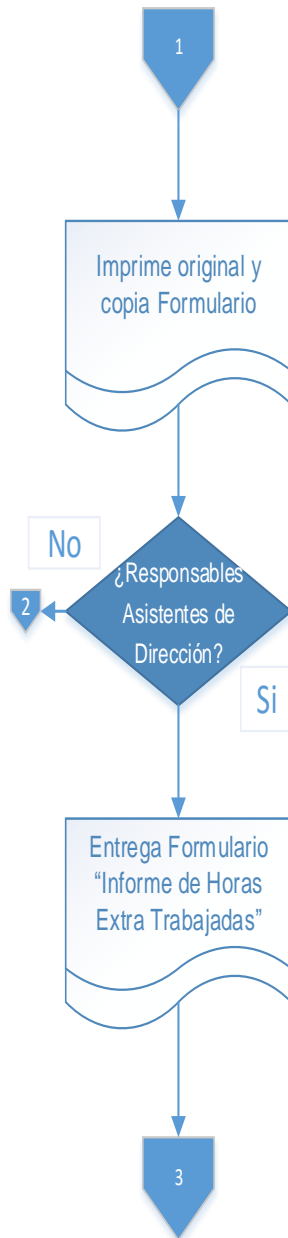 1
Imprime original y
copia Formulario
No
¿Responsables
Asistentes de
Dirección?
2
Si
Entrega Formulario
“Informe de Horas
Extra Trabajadas”
3